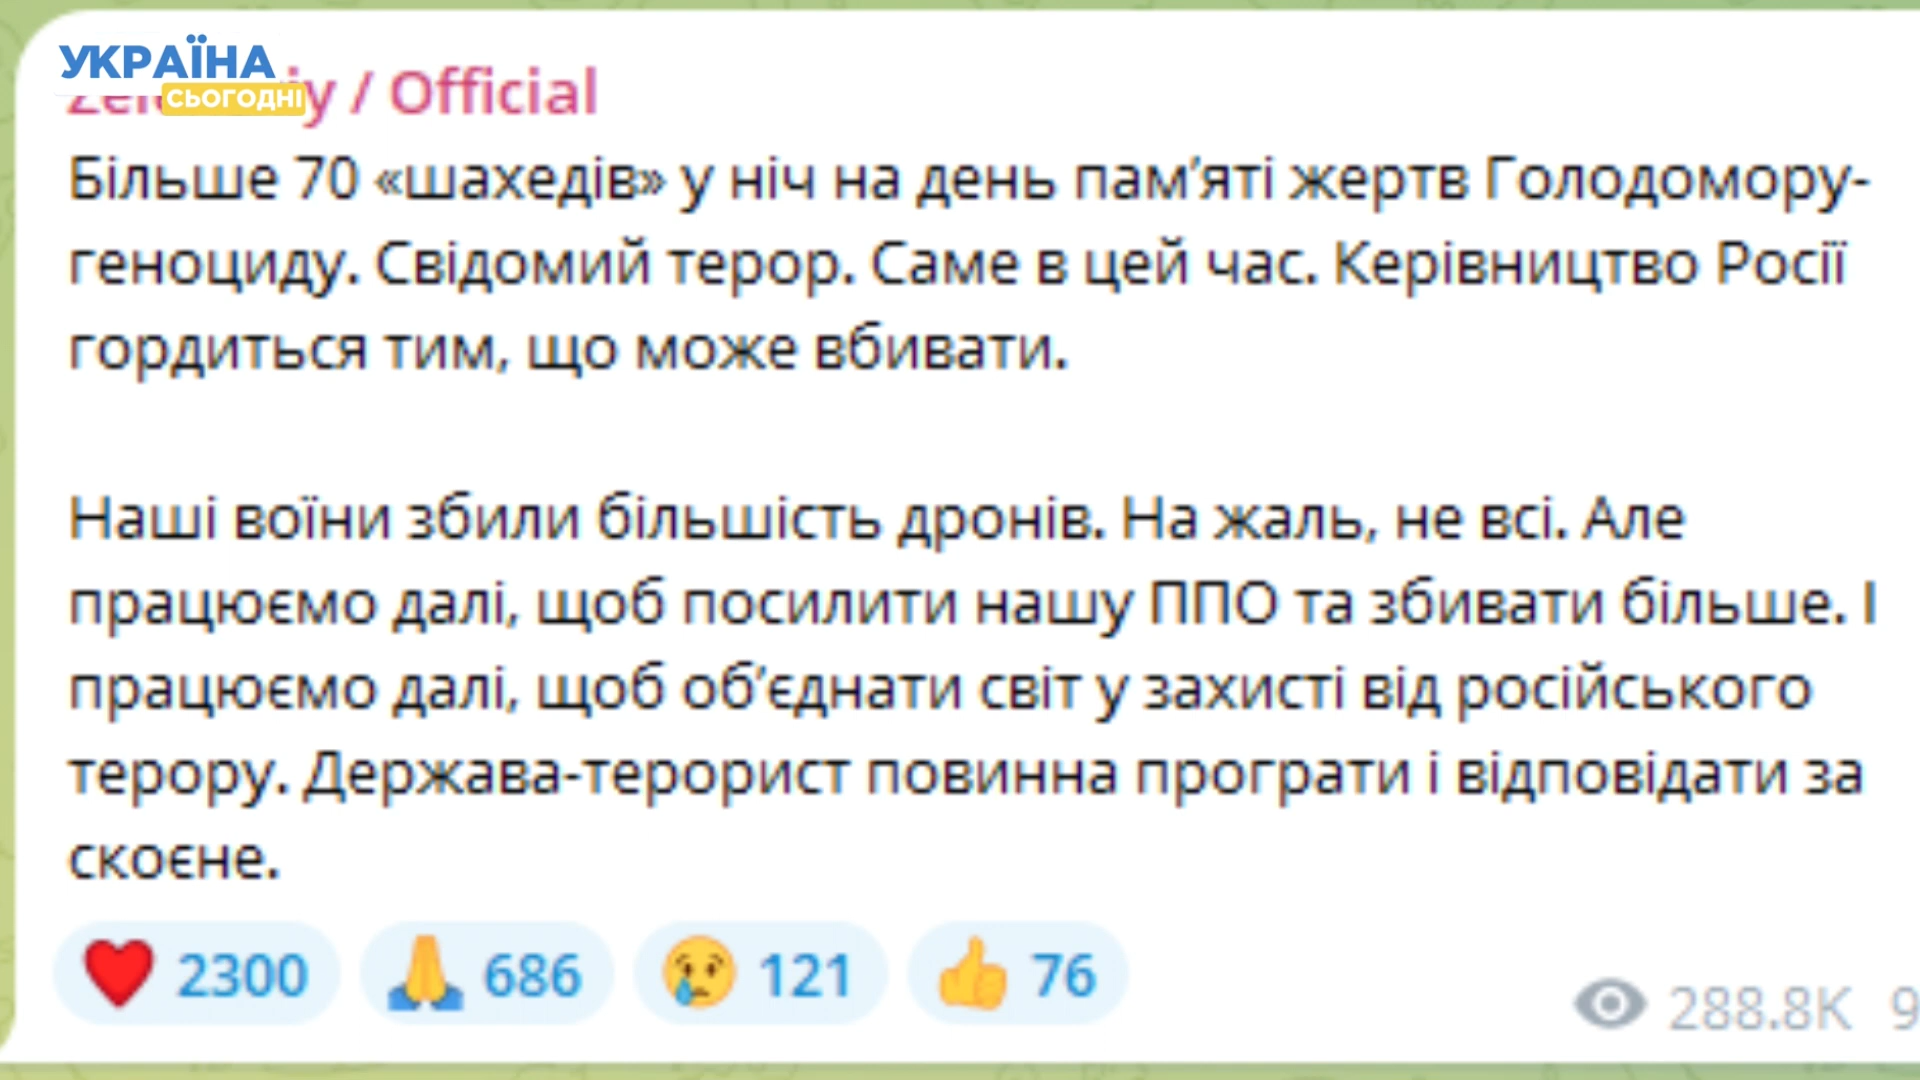 УКРАЇНА
СЬОГОДНІ
/ Official
Більше 70 «шахедів» у ніч на день пам’яті жертв Голодомору-
геноциду. Свідомий терор. Саме в цей час. Керівництво Росії
гордиться тим, що може вбивати.
Наші воїни збили більшість дронів. На жаль, не всі. Але
працюємо далі, щоб посилити нашу ППО та збивати більше. І
працюємо далі, щоб об’єднати світ у захисті від російського
терору. Держава-терорист повинна програти і відповідати за
скоєне.
2300 686 121 76
288.8K